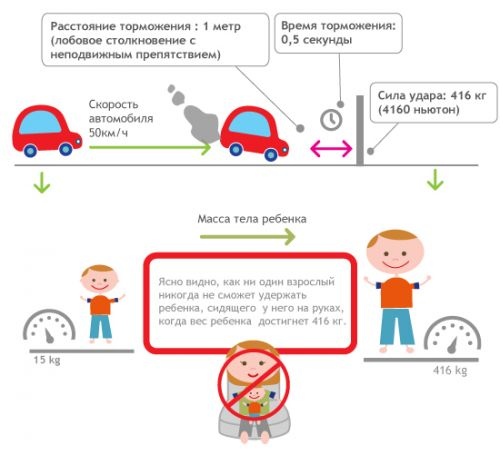 Расстояние торможения : 1 метр
(лобовое столкновение с
неподвижным препятствием)
Время торможения:
0,5 секунды
Скорость
автомобиля
50км/ч
Сила удара: 416 кг
(4160 ньютон)
Масса тела ребенка
Ясно видно, как ни один взрослый
никогда не сможет удержать
ребенка, сидящего у него на руках,
когда вес ребенка достигнет 416 кг.
15 kg
416 kg